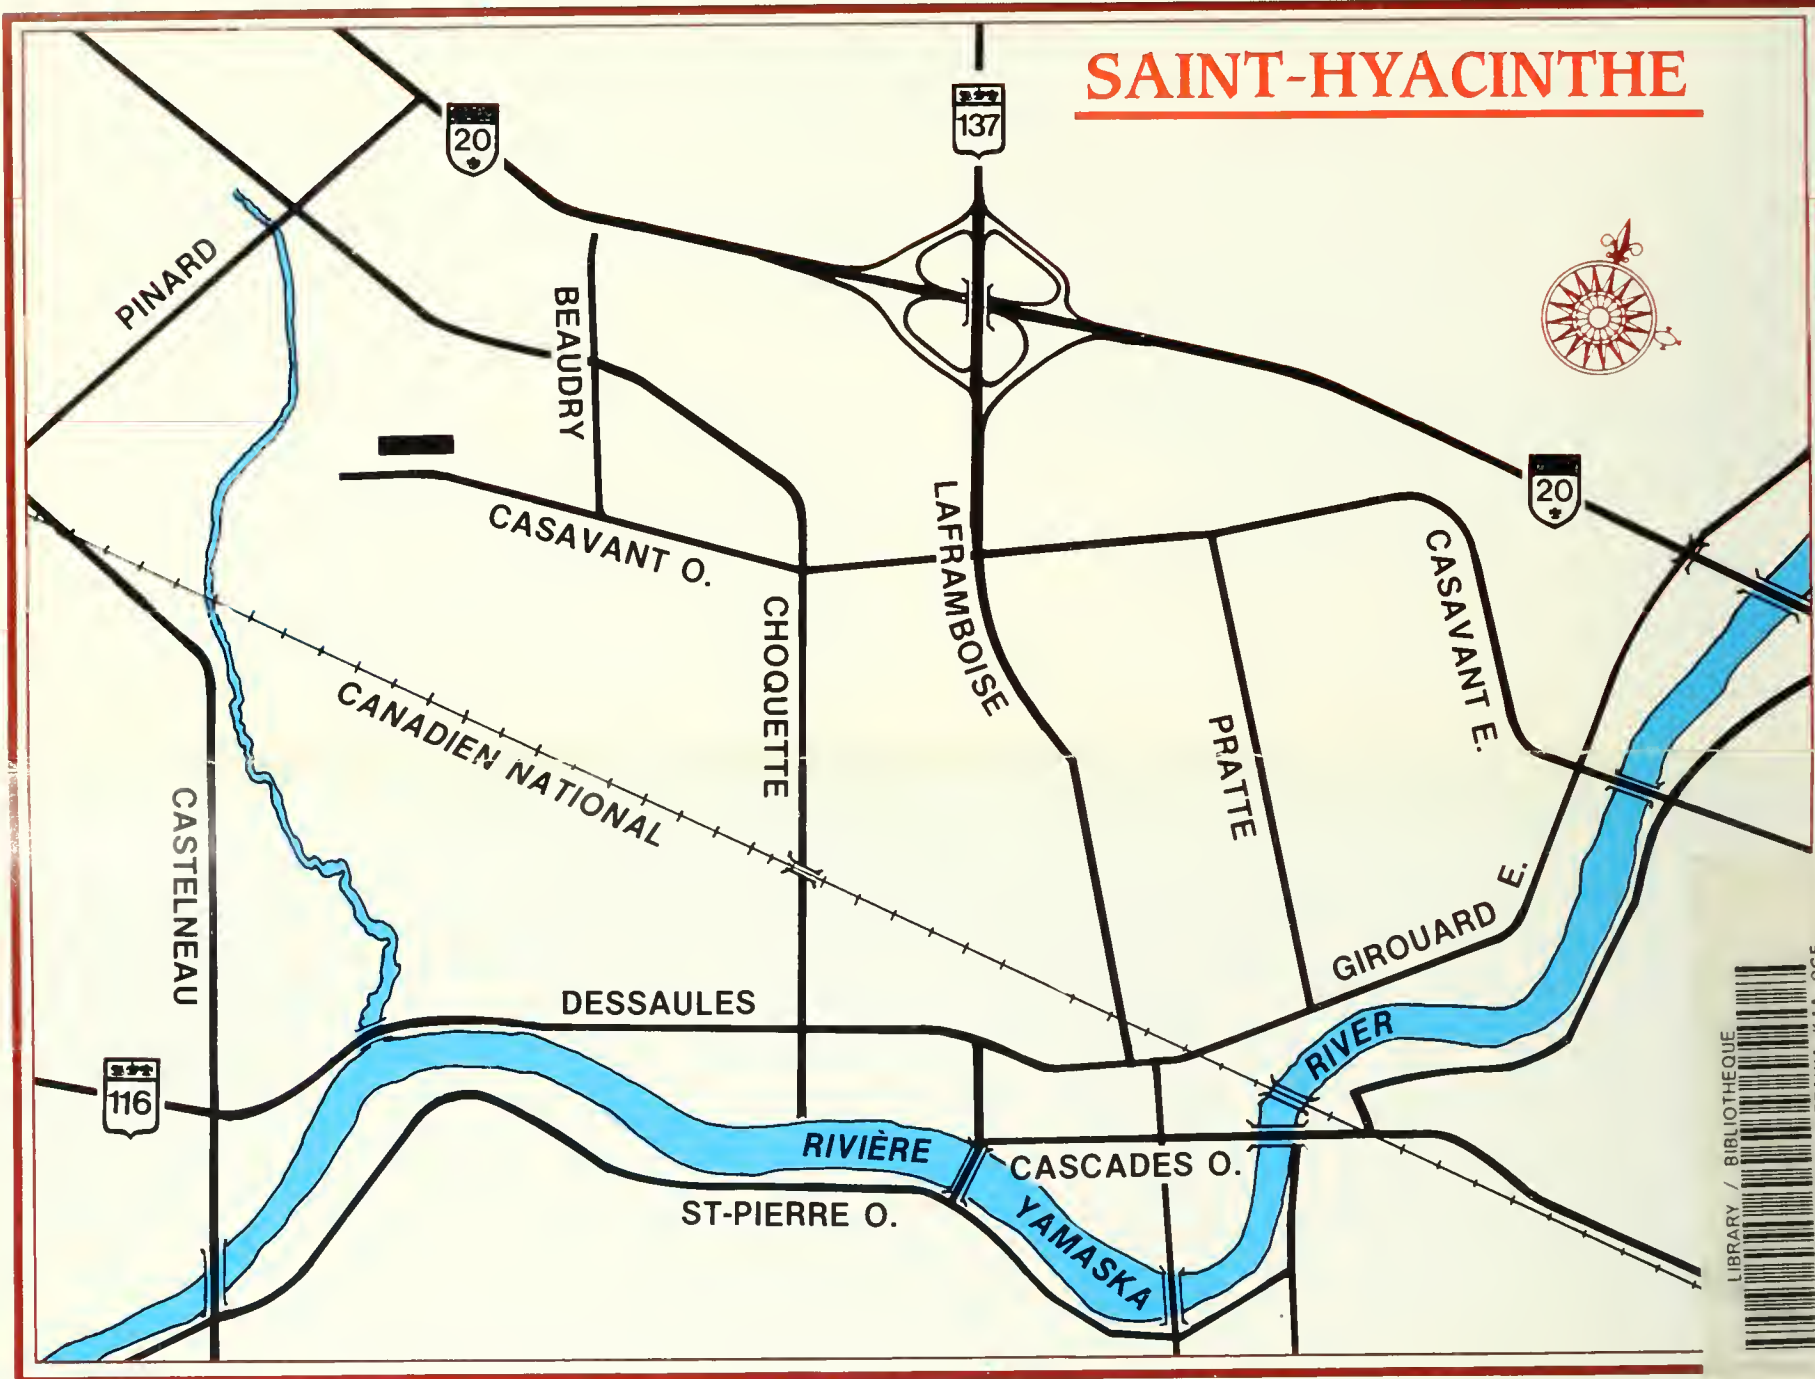 SAINT-HYACINTHE
20
137
PINARD
BEAUDRY
20
CASAVANT O.
LAFRAMBOISE
CASAVANT E.
CHOQUETTE
CANADIEN NATIONAL
PRATTE
CASTELNEAU
GIROUARD E.
DESSAULES
RIVER
116
RIVIÈRE
CASCADES O.
ST-PIERRE O.
YAMASKA
LIBRARY / BIBLIOTHEQUE